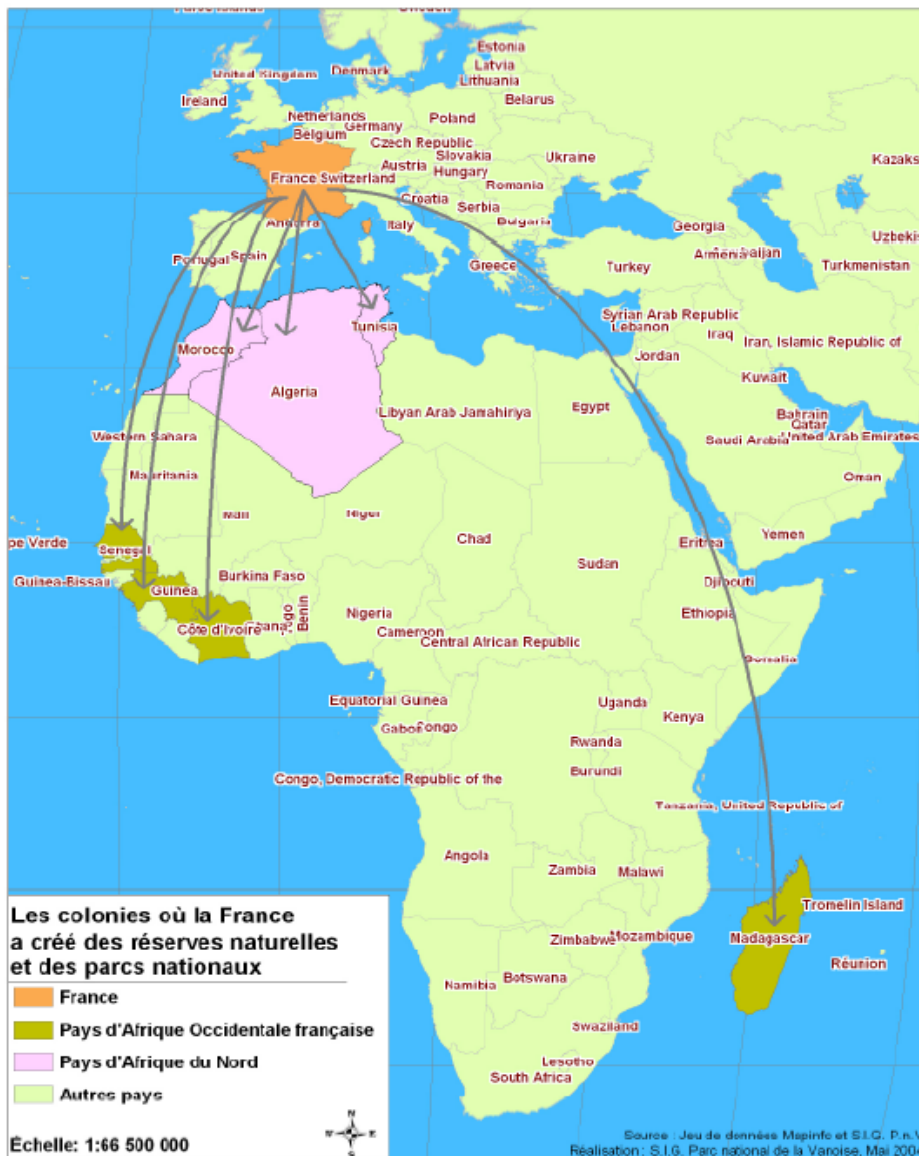 Estonia
Latvia
Lithuania
Denmark
United Kingdom
Ireland
Belarus
Netherlands
Germany
Poland
Belgium
Czech Republic
Slovakia
Ukraine
Austria
Hungary
Kazaks
France
Switzerland
Romania
Croatia
Serbia
Bulgaria
Andorra
Italy
Georgia
Uzbekis
Portugal
Spain
Armenia
Greece
Turkey
Turkmenistan
Syrian Arab Republic
Lebanon
Tunisia
Iraq
Iran, Islamic Republic of
Morocco
Jordan
Kuwait
Algeria
Libyan Arab Jamahiriya
Egypt
Bahrain
Qatar
Western Sahara
Saudi Arabia
United Arab Emirates
Mauritania
Oman
Mali
Niger
Chad
Yemen
pe Verde
Senegal
Eritrea
Sudan
Guinea-Bissau
Guinea
Burkina Faso
Djibouti
Benin
Nigeria
Ethiopia
Côte d'Ivoire
Cameroon
Central African Republic
Somalia
Equatorial Guinea
Uganda
Kenya
Gabon
Rwanda
Congo, Democratic Republic of the
Burundi
Tanzania, United Republic of
Angola
Zambia
Malawi
Tromelin Island
Zimbabwe
Mozambique
Madagascar
Réunion
Namibia
Botswana
Swaziland
Lesotho
South Africa
Les colonies où la France
a créé des réserves naturelles
et des parcs nationaux
France
Pays d'Afrique Occidentale française
Pays d'Afrique du Nord
Autres pays
Échelle: 1:66 500 000
N
E
S
Source : Jeu de données Mapinfo et S.I.G. P.n.V
Réalisation : S.I.G. Parc national de la Vanoise, Mai 200